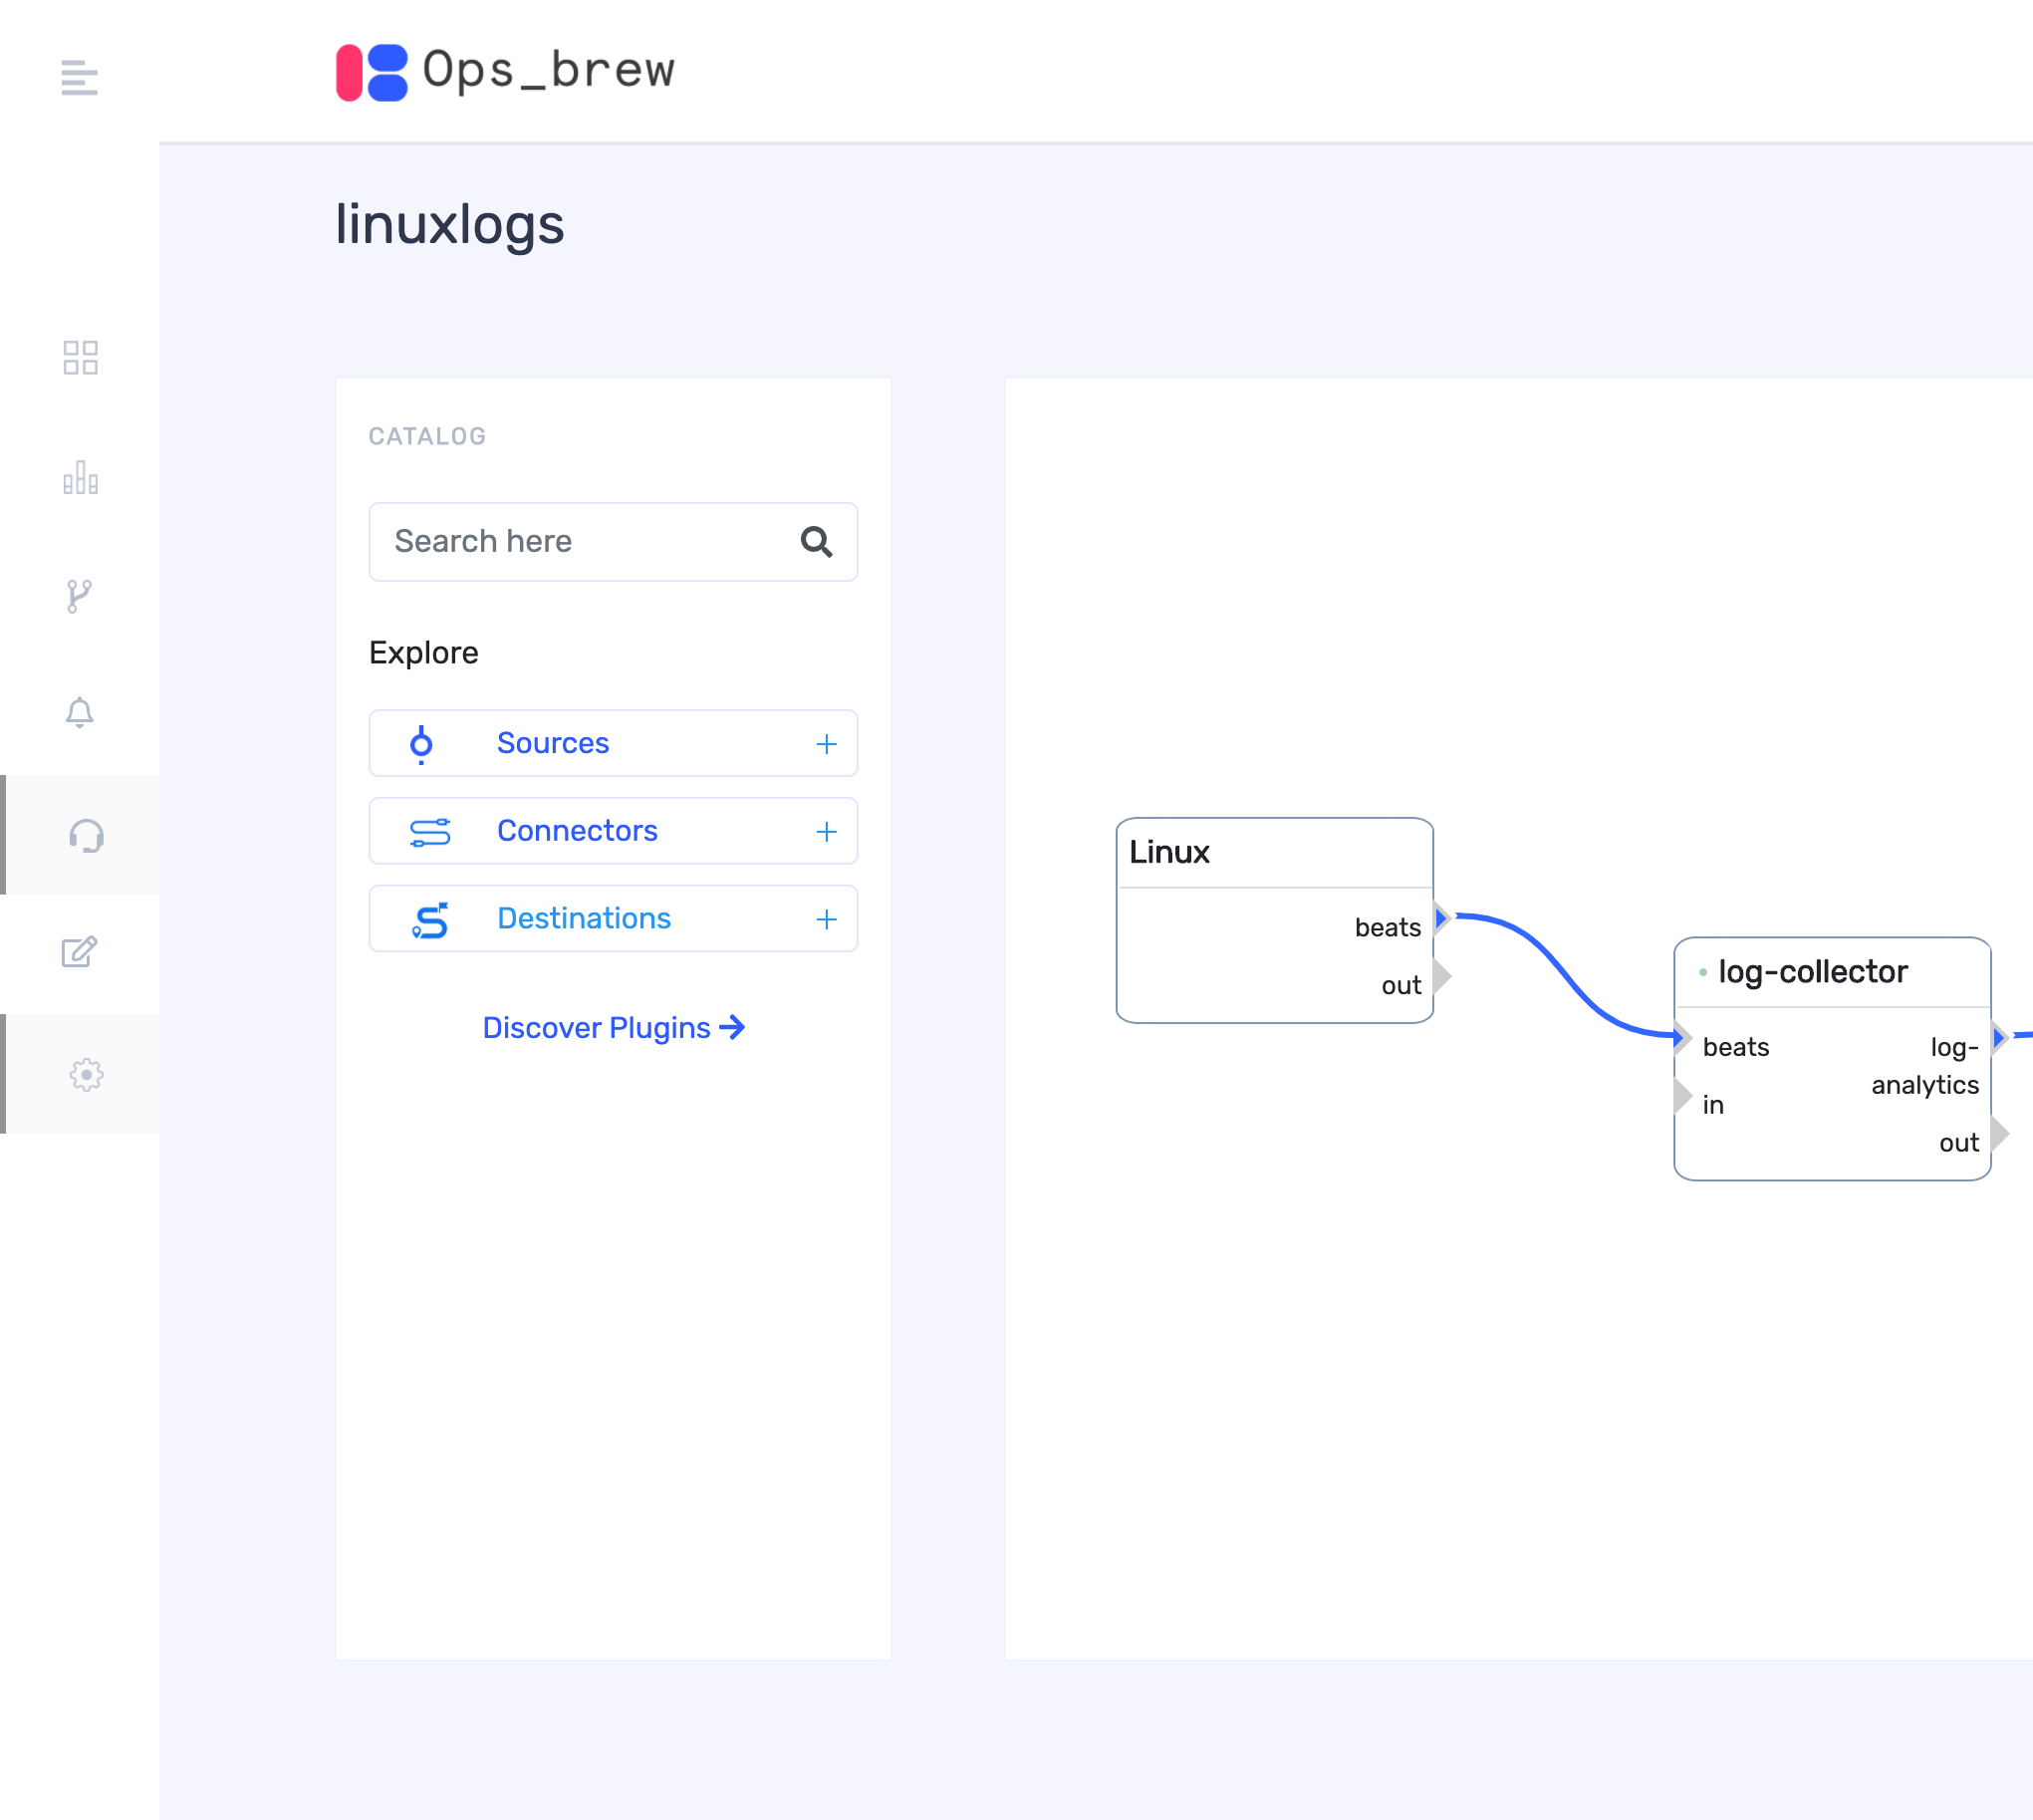 Ops_brew
linuxlogs
CATALOG
Search here
Explore
Sources
Connectors
Destinations
Discover Plugins
Linux
beats
out
log-collector
beats
in
log-
analytics
out